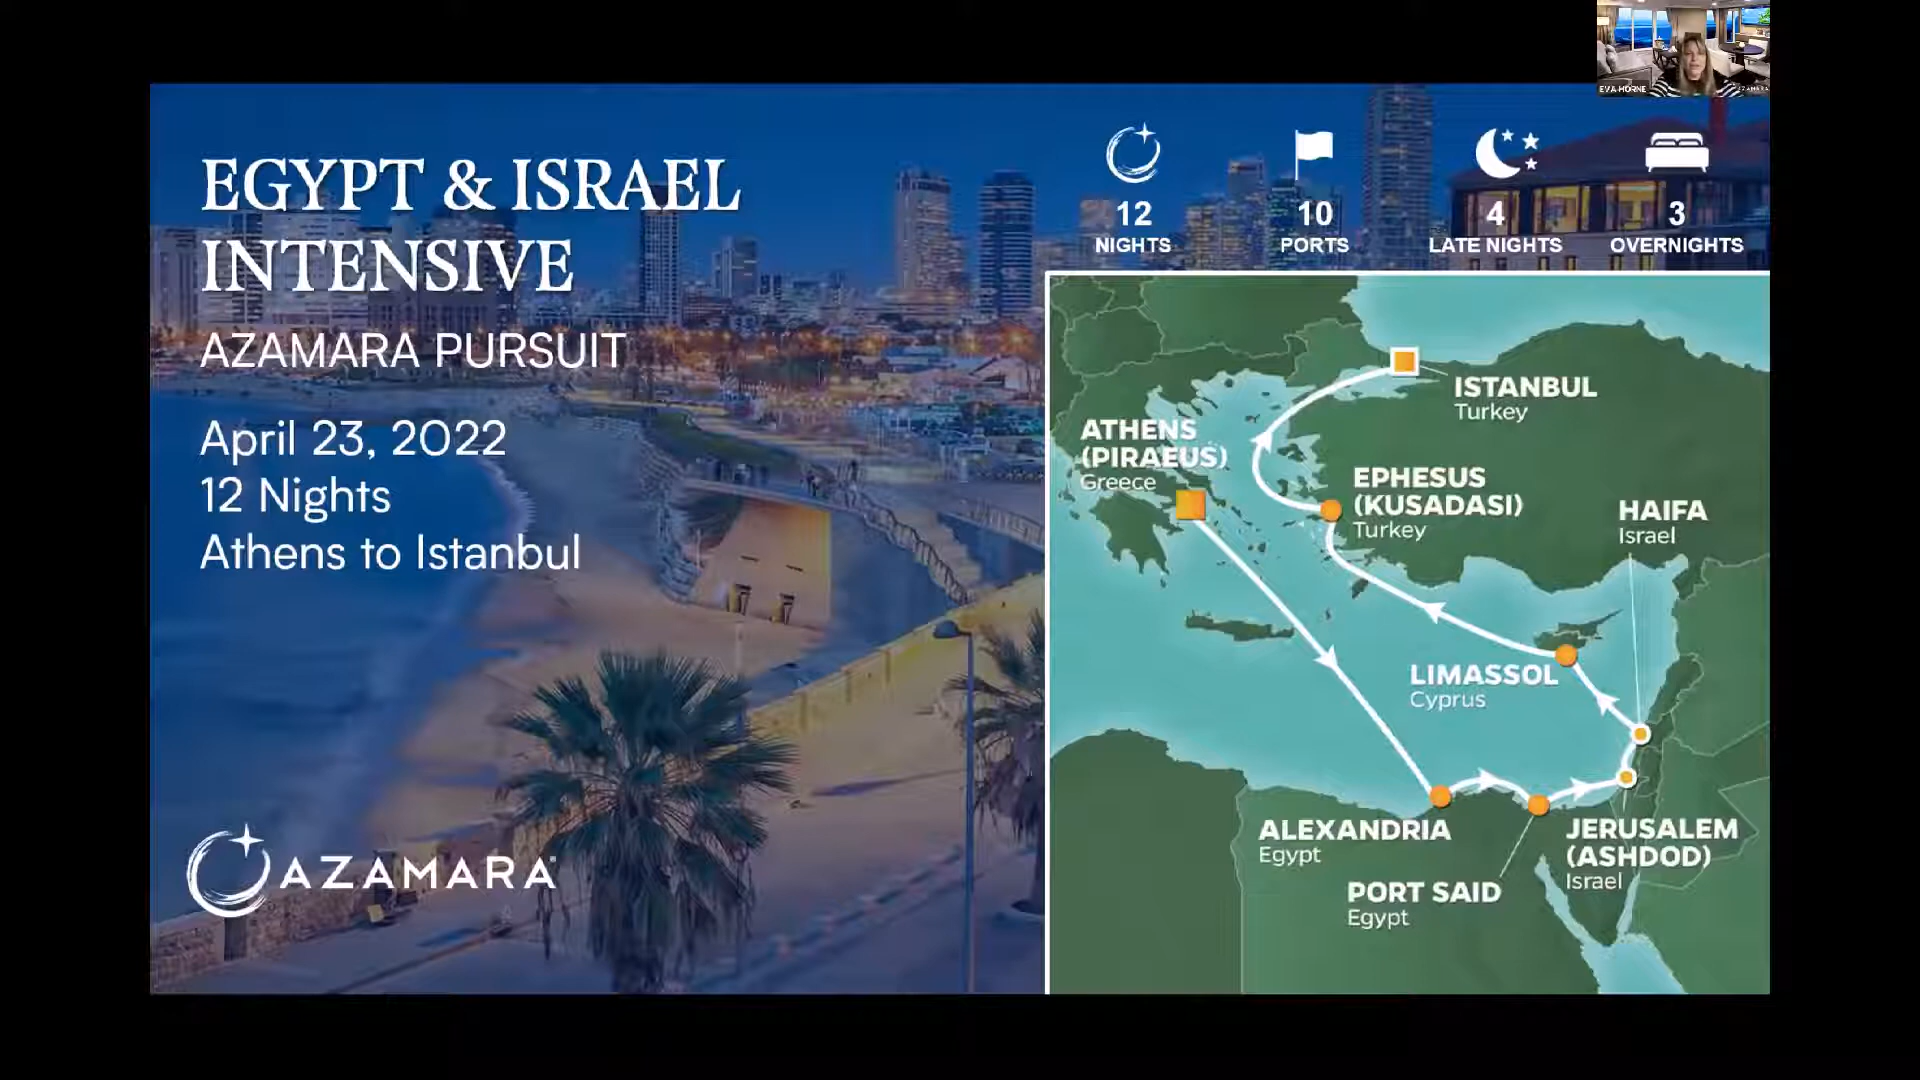 EVA HORNE
AZAMARA
EGYPT & ISRAEL
INTENSIVE
AZAMARA PURSUIT
April 23, 2022
12 Nights
Athens to Istanbul
AZAMARA
12
NIGHTS
10
PORTS
4
LATE NIGHTS
3
OVERNIGHTS
ISTANBUL
Turkey
ATHENS
(PIRAEUS)
Greece
EPHESUS
(KUSADASI)
Turkey
HAIFA
Israel
LIMASSOL
Cyprus
ALEXANDRIA
Egypt
PORT SAID
Egypt
JERUSALEM
(ASHDOD)
Israel